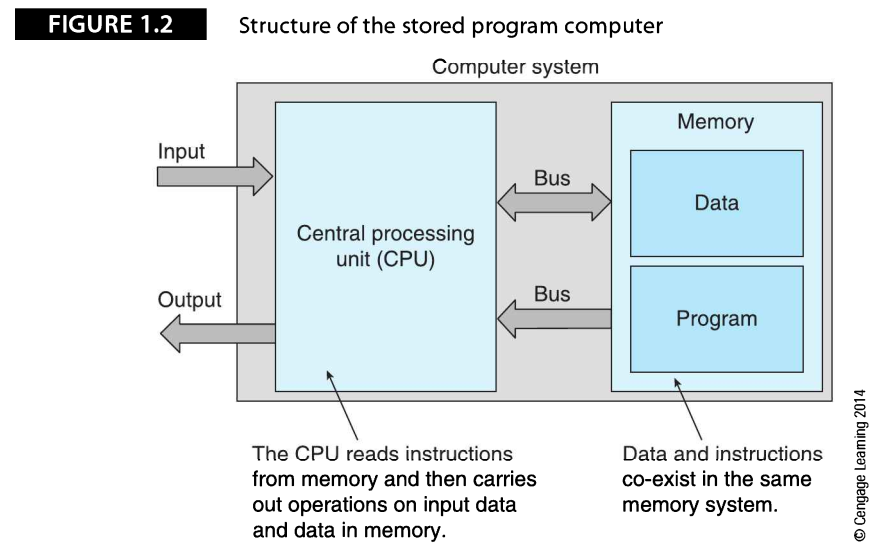 FIGURE 1.2 Structure of the stored program computer
Computer system
Input
Output
Central processing
unit (CPU)
Bus
Bus
Memory
Data
Program
The CPU reads instructions
from memory and then carries
out operations on input data
and data in memory.
Data and instructions
co-exist in the same
memory system.
© Cengage Learning 2014